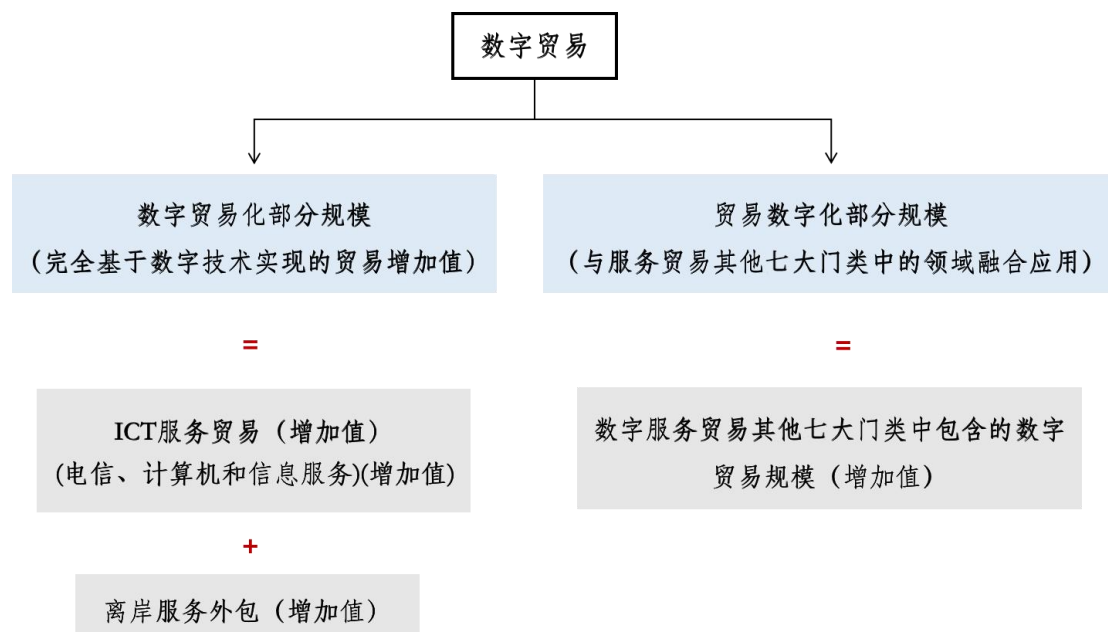 数字贸易
数字贸易化部分规模
（完全基于数字技术实现的贸易增加值）
贸易数字化部分规模
（与服务贸易其他七大门类中的领域融合应用）
=
=
ICT服务贸易（增加值）
(电信、计算机和信息服务)(增加值)
数字服务贸易其他七大门类中包含的数字
贸易规模（增加值）
+
离岸服务外包（增加值）